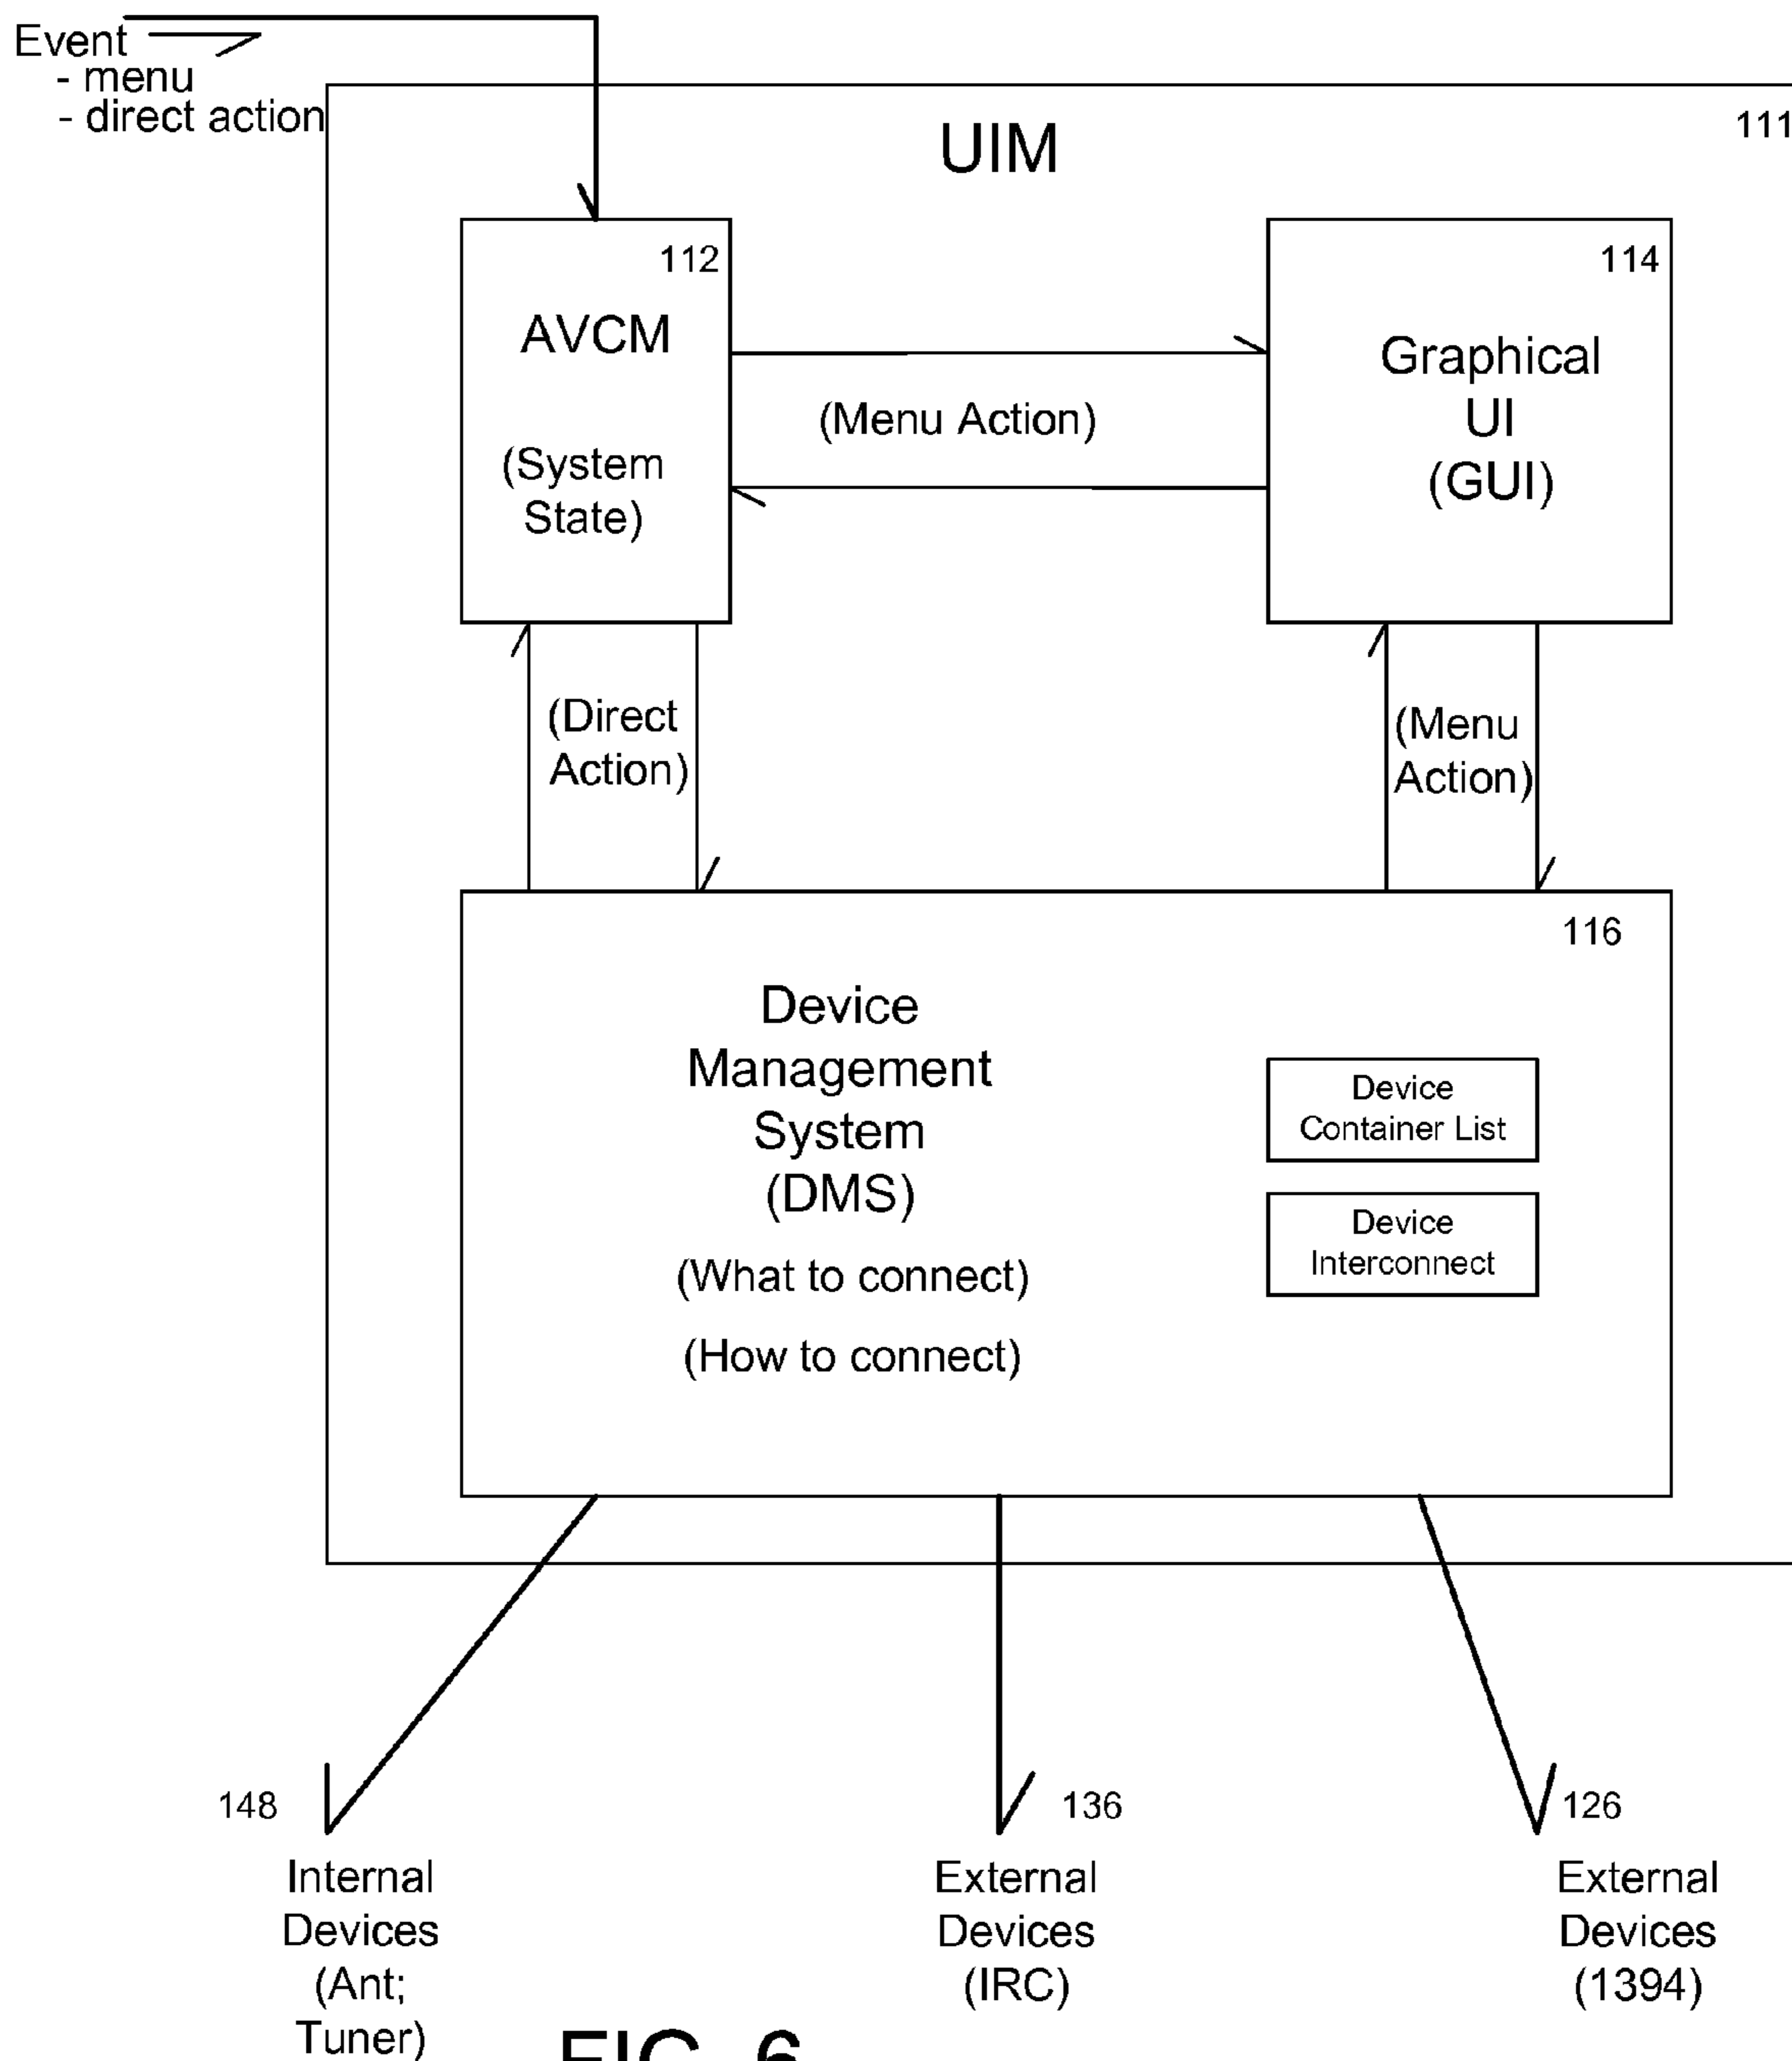 Event
- menu
- direct action
UIM
111
112
AVCM
(System
State)
(Menu Action)
114
Graphical
UI
(GUI)
(Direct
Action)
(Menu
Action)
116
Device
Management
System
(DMS)
(What to connect)
(How to connect)
Device
Container List
Device
Interconnect
148
Internal
Devices
(Ant;
Tuner)
136
External
Devices
(IRC)
126
External
Devices
(1394)
FIG. 6